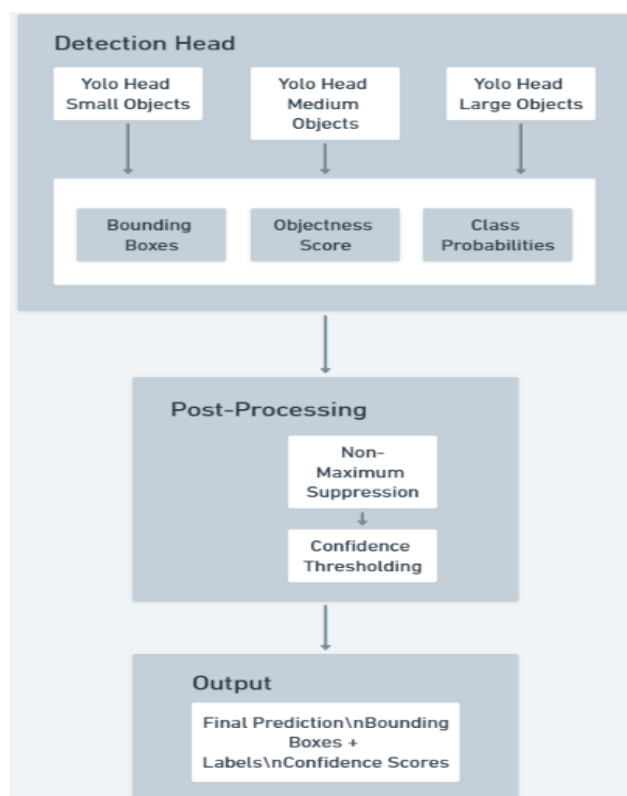 Detection Head
Yolo Head
Small Objects
Yolo Head
Medium
Objects
Yolo Head
Large Objects
Bounding
Boxes
Objectness
Score
Class
Probabilities
Post-Processing
Non-
Maximum
Suppression
Confidence
Thresholding
Output
Final Prediction\nBounding
Boxes +
Labels\nConfidence Scores